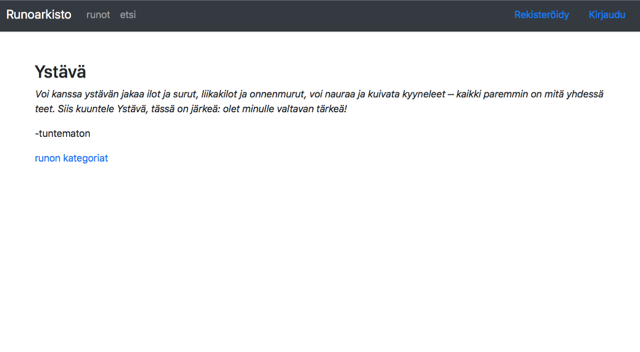 Runoarkisto runot etsi Rekisteröidy Kirjaudu
Ystävä
Voi kanssa ystävän jakaa ilot ja surut, liikakilot ja onnenmurut, voi nauraa ja kuivata kyyneleet – kaikki paremmin on mitä yhdessä
teet. Siis kuuntele Ystävä, tässä on järkeä: olet minulle valtavan tärkeä!
-tuntematon
runon kategoriat